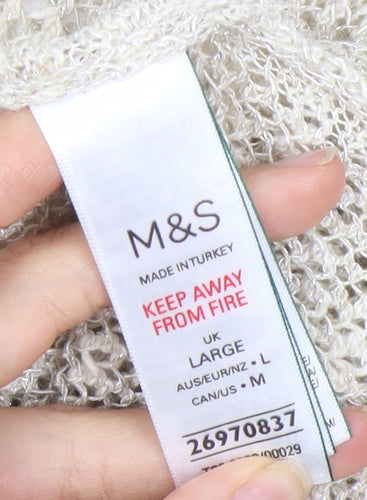 M&S
MADE IN TURKEY
KEEP AWAY
FROM FIRE
UK
LARGE
AUS/EUR/NZ • L
CAN/US • M
26970837